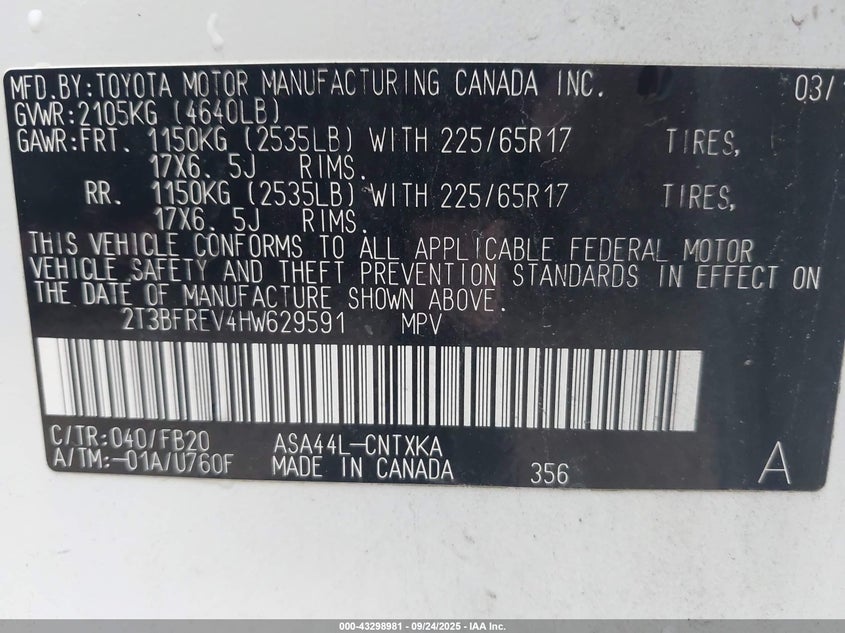 MFD.BY:TOYOTA MOTOR MANUFACTURING CANADA INC. 03/
GVWR:2105KG (4640LB)
GAWR:FRT. 1150KG (2535LB) WITH 225/65R17 TIRES,
17X6. 5J RIMS.
RR. 1150KG (2535LB) WITH 225/65R17 TIRES,
17X6. 5J RIMS.
THIS VEHICLE CONFORMS TO ALL APPLICABLE FEDERAL MOTOR
VEHICLE SAFETY AND THEFT PREVENTION STANDARDS IN EFFECT ON
THE DATE OF MANUFACTURE SHOWN ABOVE.
2T3BFREV4HW629591 MPV
C/TR:040/FB20 ASA44L-CNTXKA
A/TM:-01A/U760F MADE IN CANADA 356 A
000-43298981 - 09/24/2025 - IAA Inc.